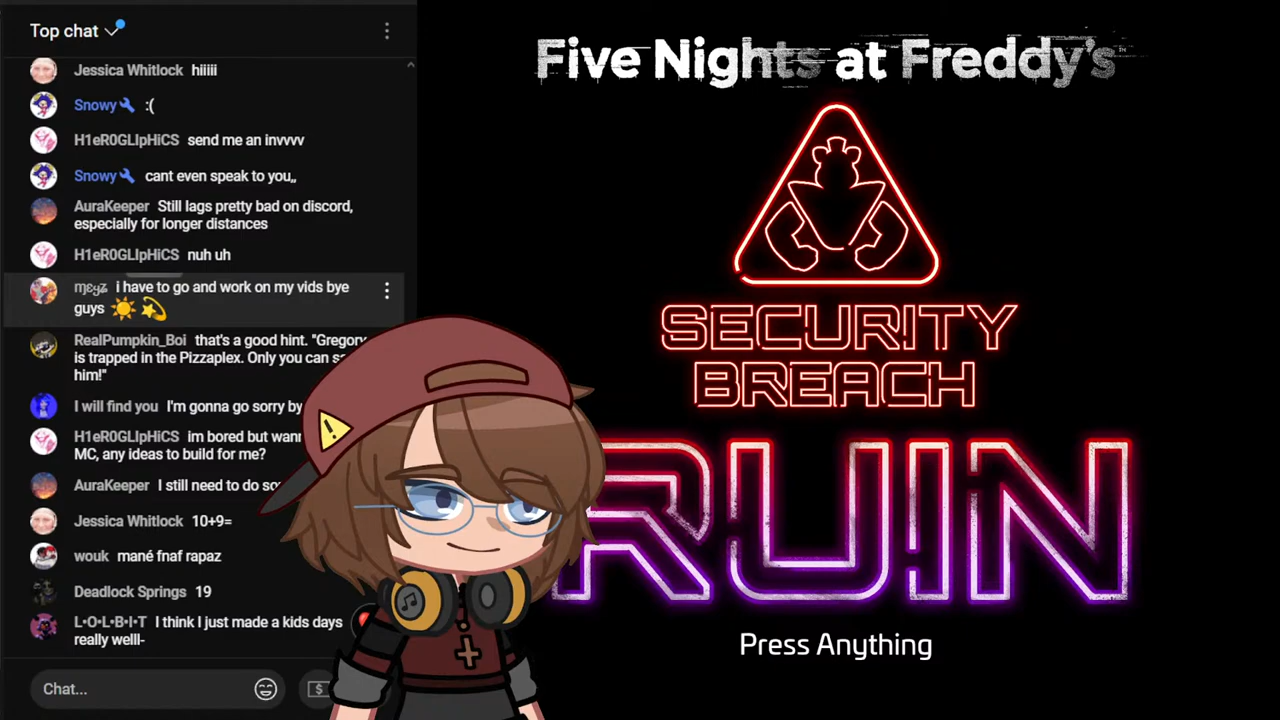 Top chat
Jessica Whitlock hiiiii
Snowy :(
H1eR0GLIpHiCS send me an invvvv
Snowy cant even speak to you,,
AuraKeeper Still lags pretty bad on discord,
especially for longer distances
H1eR0GLIpHiCS nuh uh
ɱɛყʑ i have to go and work on my vids bye
guys
RealPumpkin_Boi that's a good hint. "Gregory
is trapped in the Pizzaplex. Only you can
him!"
I will find you I'm gonna go sorry
H1eR0GLIpHiCS im bored but
MC, any ideas to build for me?
AuraKeeper I still need to do
Jessica Whitlock 10+9=
wouk mané fnaf rapaz
Deadlock Springs 19
L•O•L•B•I•T I think I just made a kids days
really welll-
Chat...
Five Nights at Freddy's
SECURITY
BREACH
RUIN
Press Anything